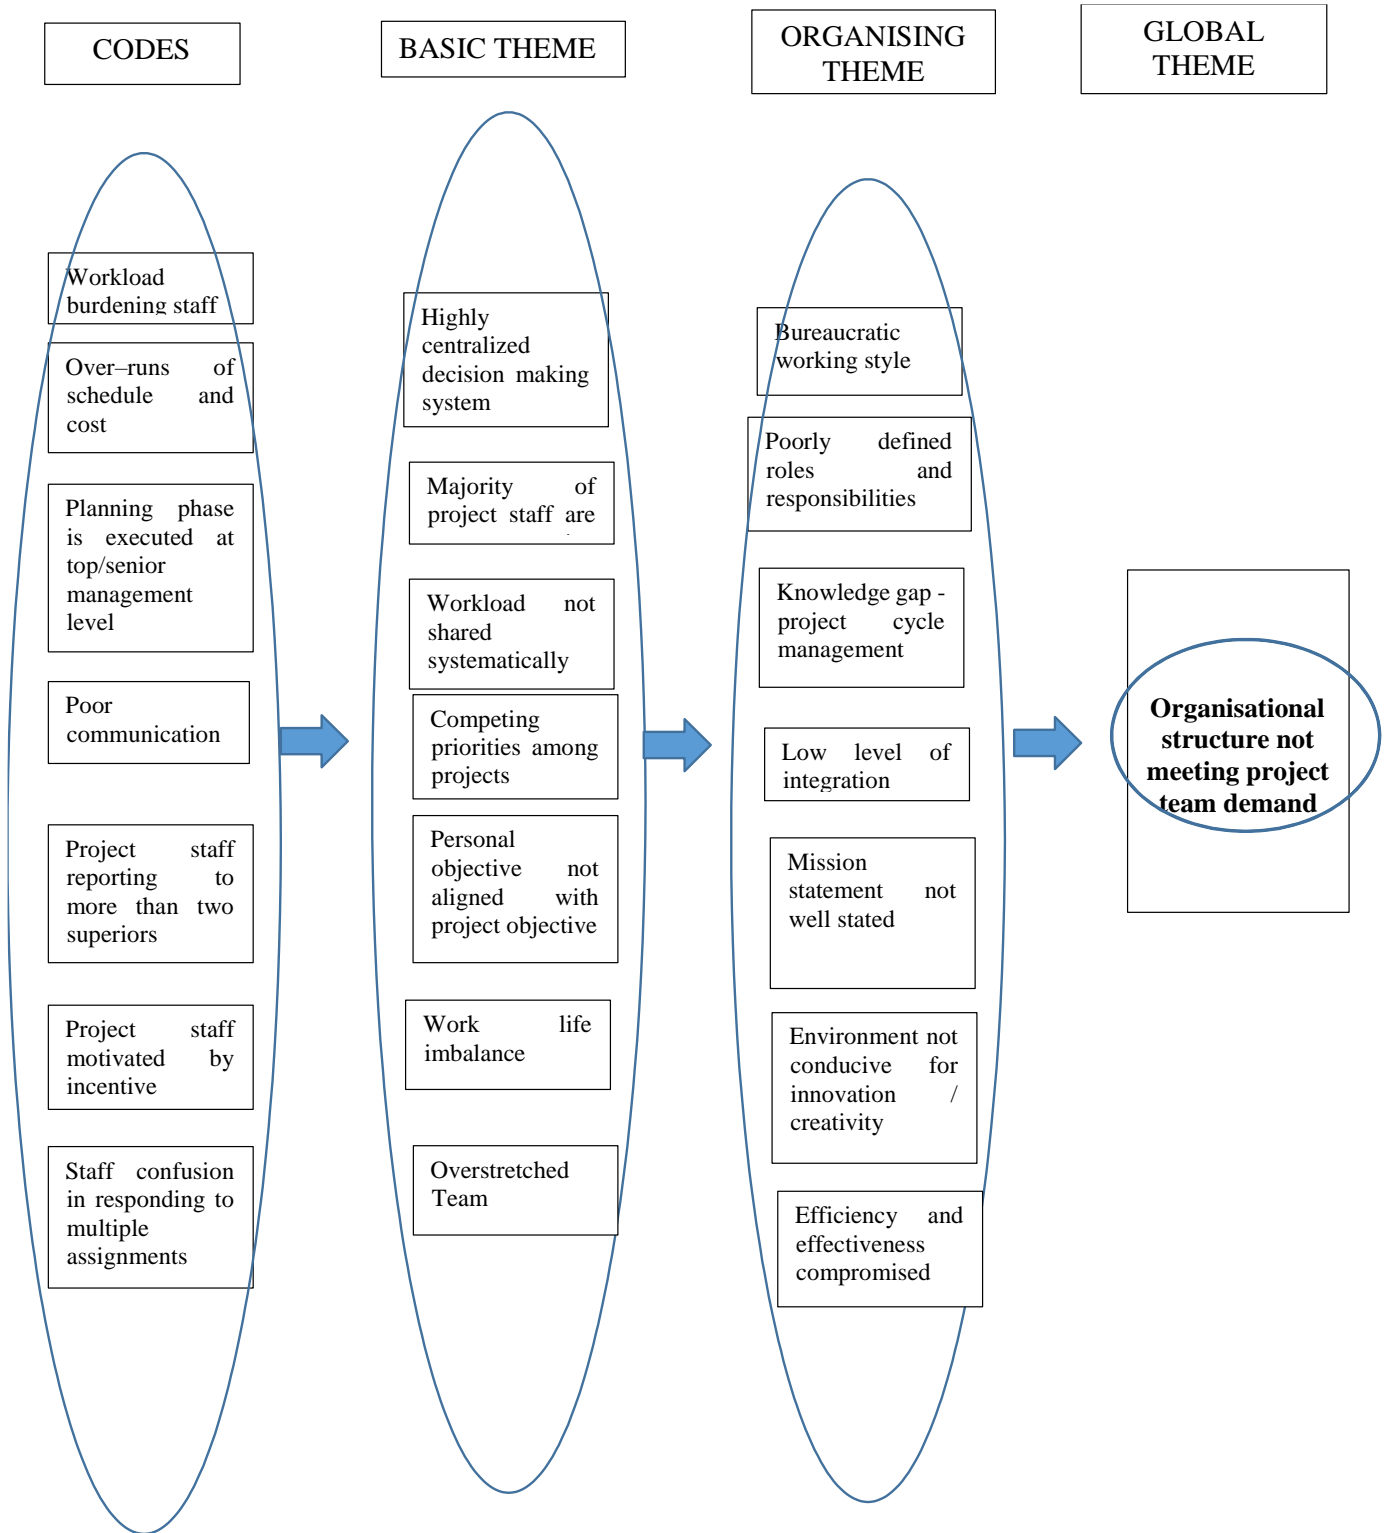 CODES
BASIC THEME
ORGANISING
THEME
GLOBAL
THEME
Workload
burdening staff
Over–runs of
schedule and
cost
Planning phase
is executed at
top/senior
management
level
Poor
communication
Project staff
reporting to
more than two
superiors
Project staff
motivated by
incentive
Staff confusion
in responding to
multiple
assignments
Highly
centralized
decision making
system
Majority of
project staff are
Workload not
shared
systematically
Competing
priorities among
projects
Personal
objective not
aligned with
project objective
Work life
imbalance
Overstretched
Team
Bureaucratic
working style
Poorly defined
roles and
responsibilities
Knowledge gap -
project cycle
management
Low level of
integration
Mission
statement not
well stated
Environment not
conducive for
innovation /
creativity
Efficiency and
effectiveness
compromised
Organisational
structure not
meeting project
team demand